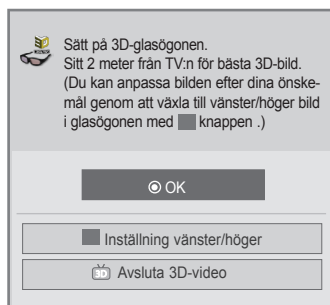 Sätt på 3D-glasögonen.
Sitt 2 meter från TV:n för bästa 3D-bild.
(Du kan anpassa bilden efter dina önske-
mål genom att växla till vänster/höger bild
i glasögonen med knappen .)
OK
Inställning vänster/höger
3D Avsluta 3D-video